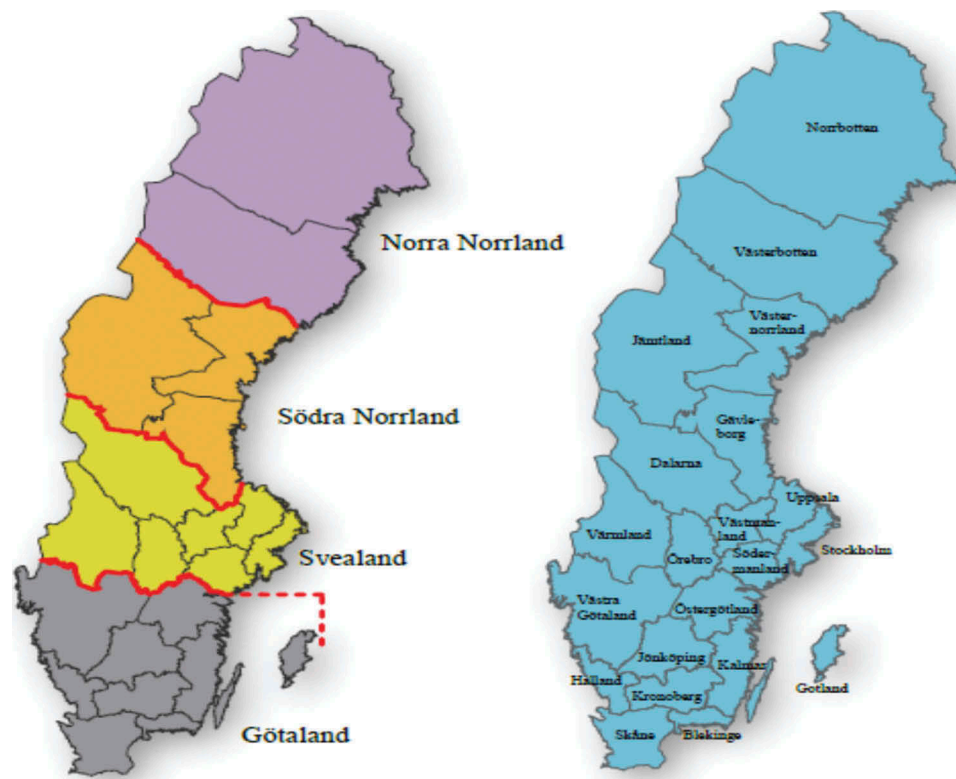 Norra Norrland
Södra Norrland
Svealand
Götaland
Norrbotten
Västerbotten
Väster-
norrland
Jämtland
Gävle-
borg
Dalarna
Uppsala
Västman-
land
Värmland
Örebro
Söder-
manland
Stockholm
Västra
Götaland
Östergötland
Jönköping
Kalmar
Halland
Kronoberg
Gotland
Skåne
Blekinge